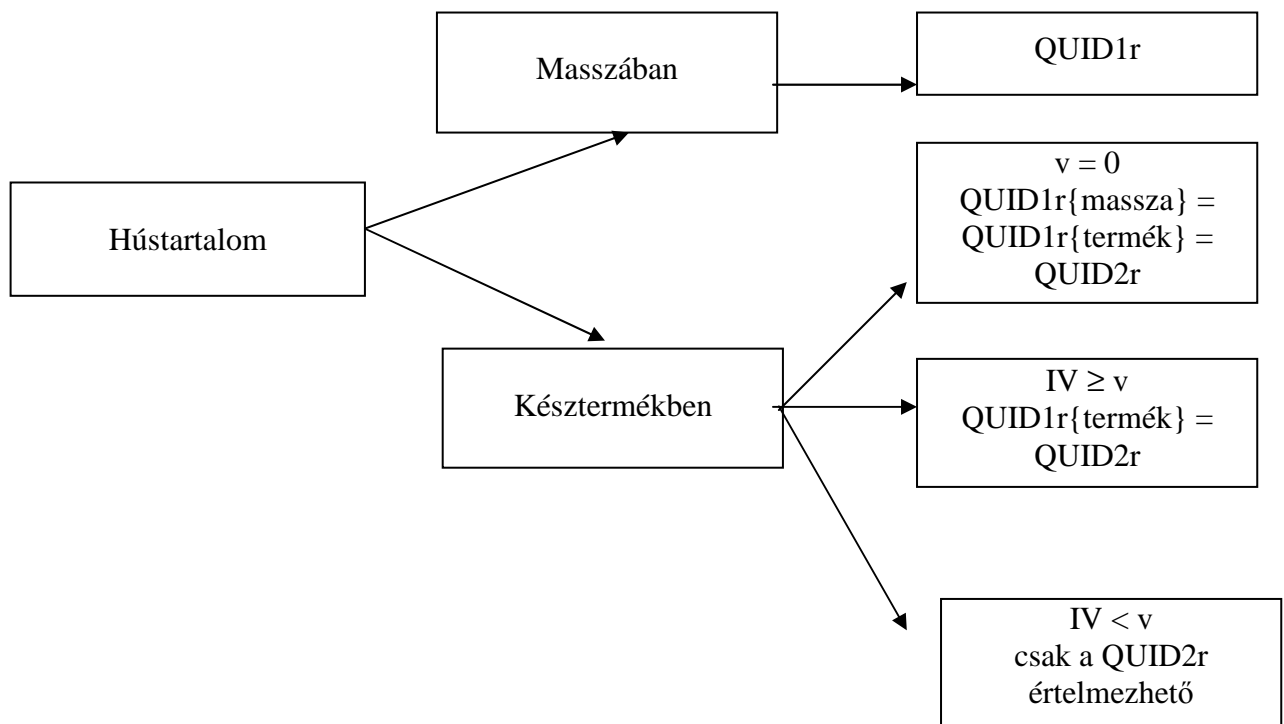 Hústartalom
Masszában
QUID1r
Késztermékben
v = 0
QUID1r{massza} =
QUID1r{termék} =
QUID2r
IV ≥ v
QUID1r{termék} =
QUID2r
IV < v
csak a QUID2r
értelmezhető